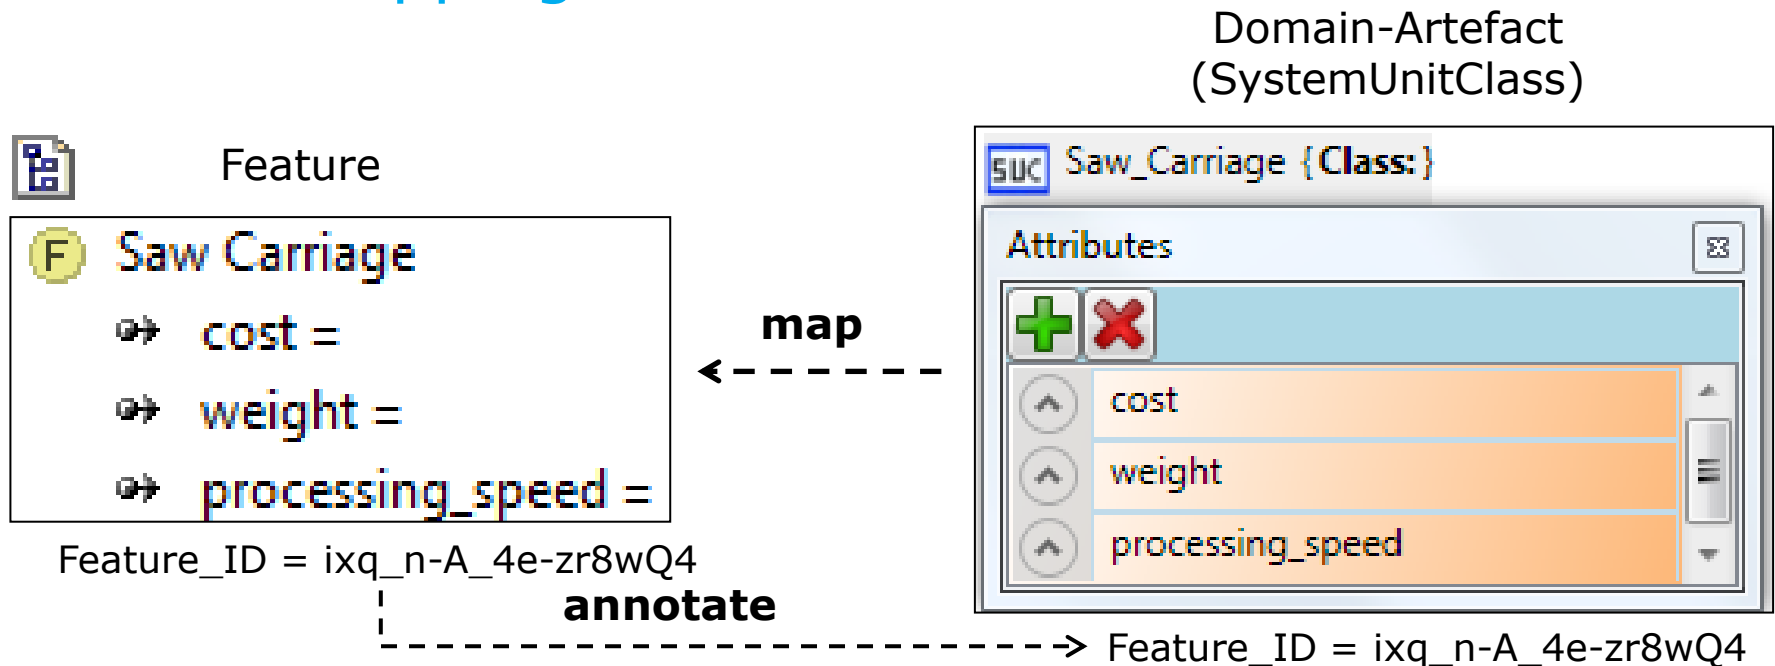 Domain-Artefact
(SystemUnitClass)
Feature
SUC Saw_Carriage {Class:}
F Saw Carriage
Attributes
cost =
map
cost
weight =
weight
processing_speed =
processing_speed
Feature_ID = ixq_n-A_4e-zr8wQ4
annotate
Feature_ID = ixq_n-A_4e-zr8wQ4